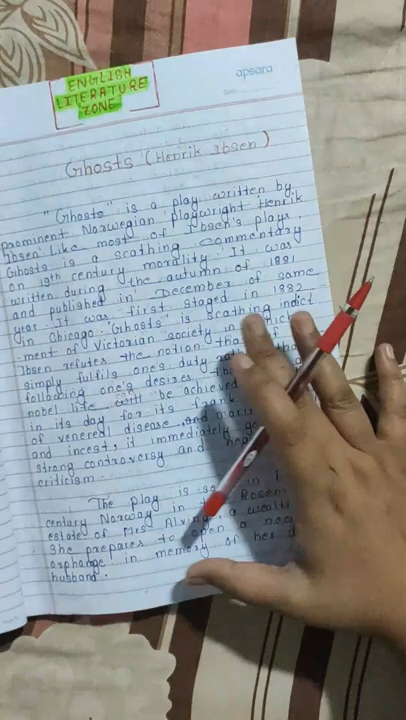 ENGLISH
LITERATURE
ZONE
apsara
Date
Ghosts (Henrik Ibsen)
"Ghosts" is a play written by
prominent Norwegian playwright Henrik
Ibsen. Like most of Ibsen's plays,
Ghosts is a scathing commentary
on 19th century morality. It was
written during the autumn of 1881
and published in December of same
year. It was first staged in 1882
in Chicago. "Ghosts" is scathing indict
-ment of Victorian society in which
Ibsen refutes the notion that if
simply fulfils one's duty
following one's desires
nobel life will be achieved
in its day for its frank
of venereal disease, and
and incest, it immediately
strong controversy and
criticism.
The play is in
century Norway in
estate of Mrs Alving, a
She prepares to open a
orphange in memory of her
husband.